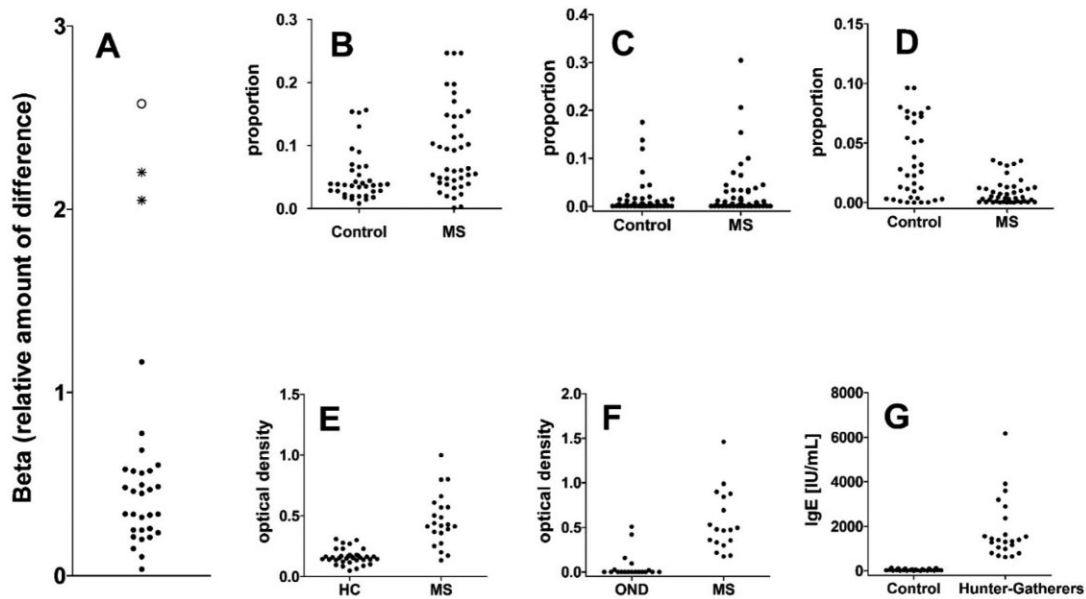 A
Beta (relative amount of difference)
3
2
1
0
B
proportion
0.3
0.2
0.1
0.0
Control MS
C
proportion
0.4
0.3
0.2
0.1
0.0
Control MS
D
proportion
0.15
0.10
0.05
0.00
Control MS
E
optical density
1.5
1.0
0.5
0.0
HC MS
F
optical density
2.0
1.5
1.0
0.5
0.0
OND MS
G
IgE [IU/mL]
8000
6000
4000
2000
0
Control Hunter-Gatherers